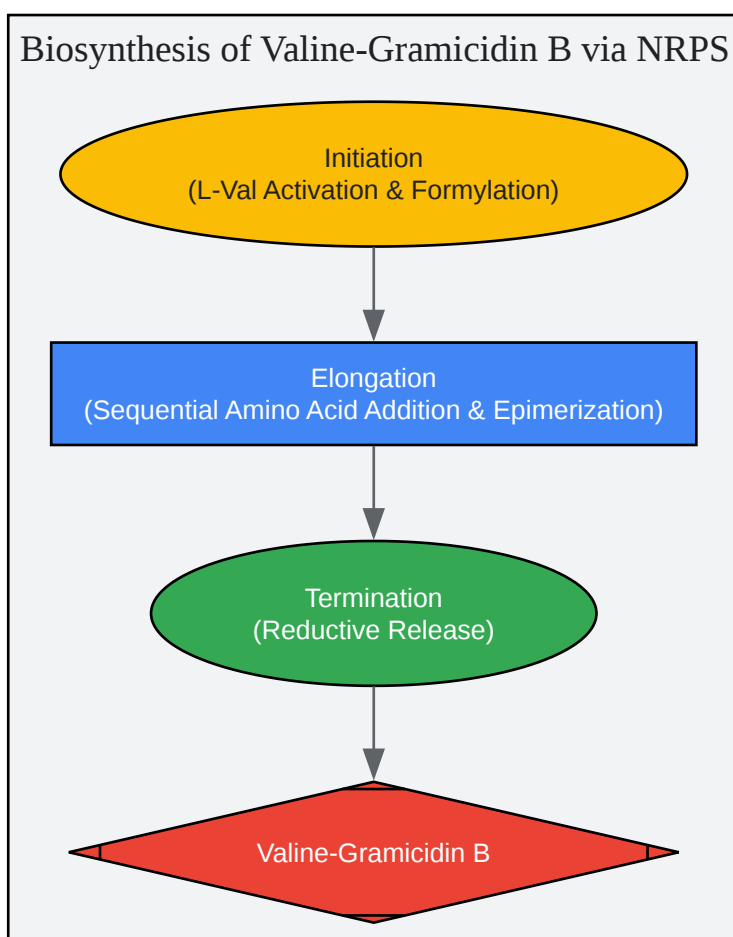 Biosynthesis of Valine-Gramicidin B via NRPS
Initiation
(L-Val Activation & Formylation)
Elongation
(Sequential Amino Acid Addition & Epimerization)
Termination
(Reductive Release)
Valine-Gramicidin B